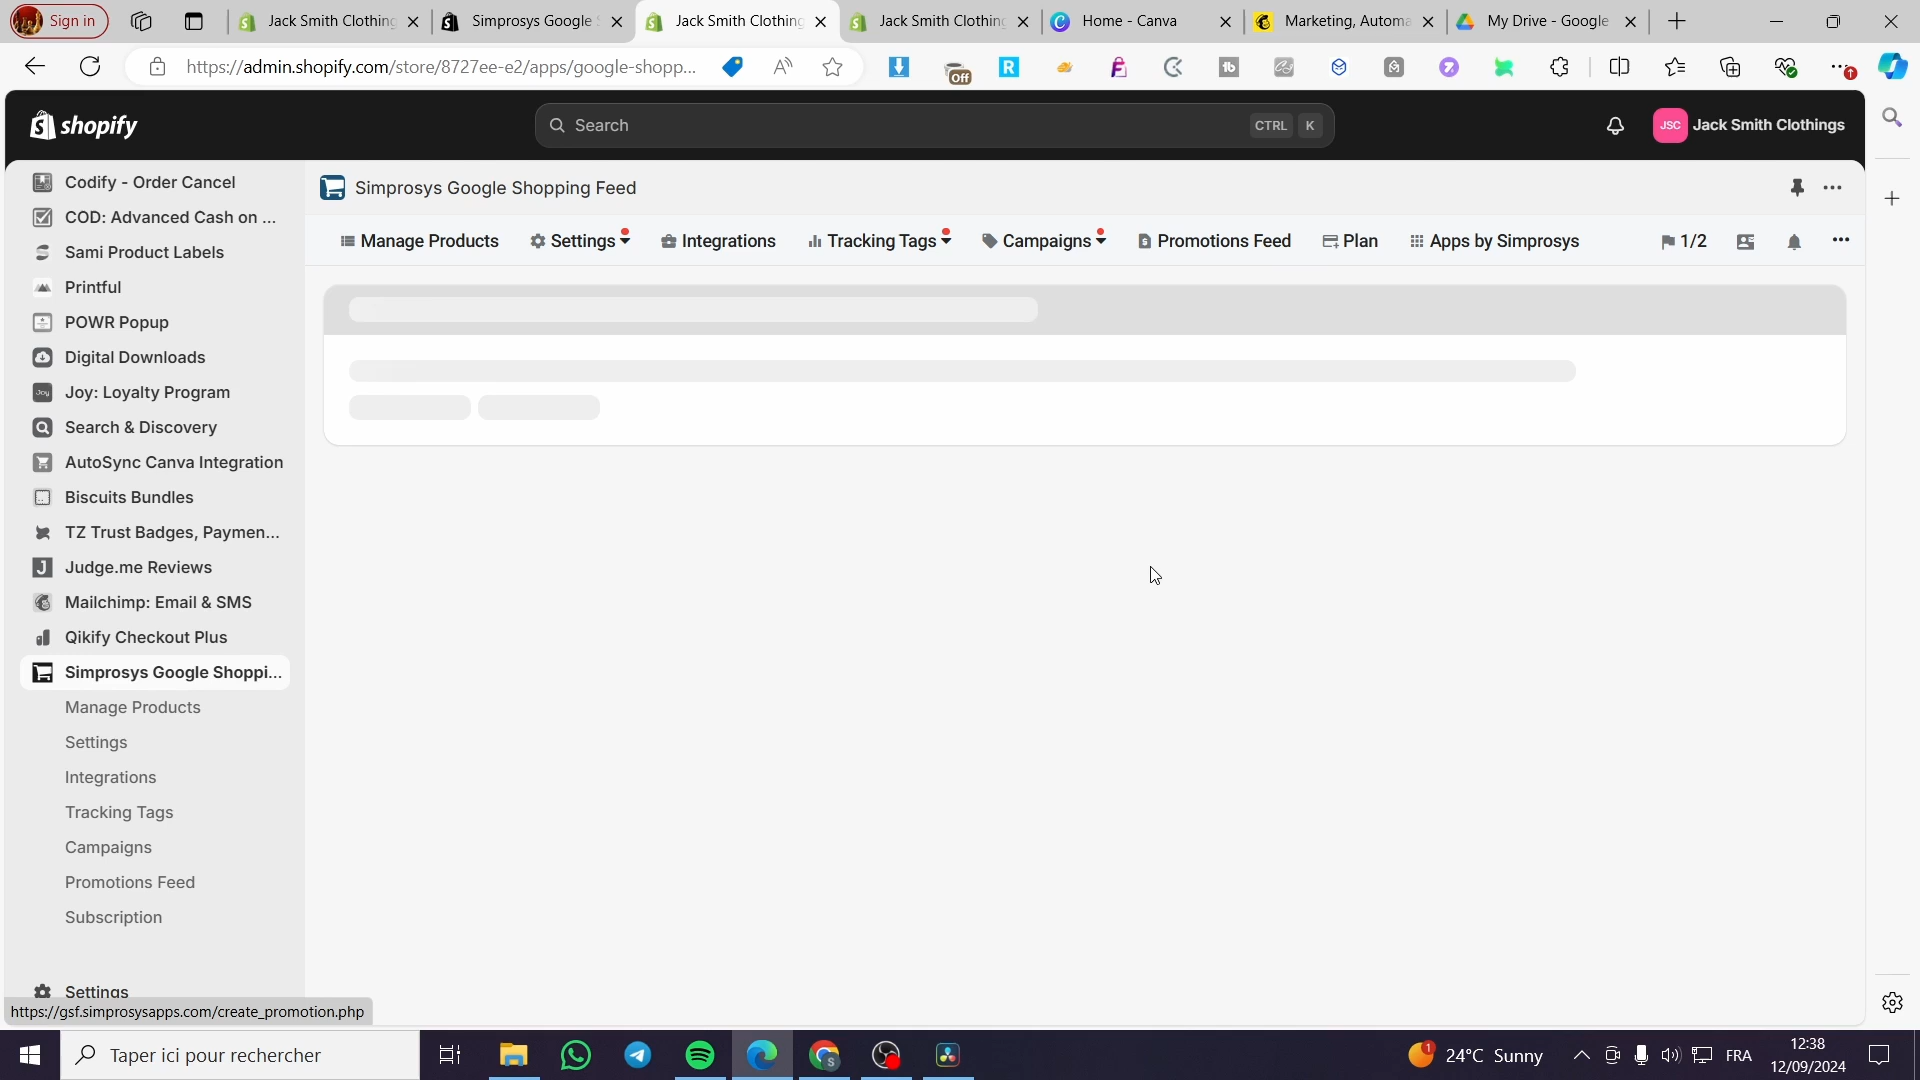 Sign in
Jack Smith Clothing
Simprosys Google S
Jack Smith Clothing
Jack Smith Clothing
Home - Canva
Marketing, Automa
My Drive - Google
https://admin.shopify.com/store/8727ee-e2/apps/google-shopp...
Off
shopify
Search
CTRL K
JSC Jack Smith Clothings
Codify - Order Cancel
COD: Advanced Cash on ...
Sami Product Labels
Printful
POWR Popup
Digital Downloads
Joy: Loyalty Program
Search & Discovery
AutoSync Canva Integration
Biscuits Bundles
TZ Trust Badges, Paymen...
Judge.me Reviews
Mailchimp: Email & SMS
Qikify Checkout Plus
Simprosys Google Shoppi...
Manage Products
Settings
Integrations
Tracking Tags
Campaigns
Promotions Feed
Subscription
Settings
Simprosys Google Shopping Feed
Manage Products
Settings
Integrations
Tracking Tags
Campaigns
Promotions Feed
Plan
Apps by Simprosys
1/2
https://gsf.simprosysapps.com/create_promotion.php
Taper ici pour rechercher
1
24°C Sunny
FRA
12:38
12/09/2024